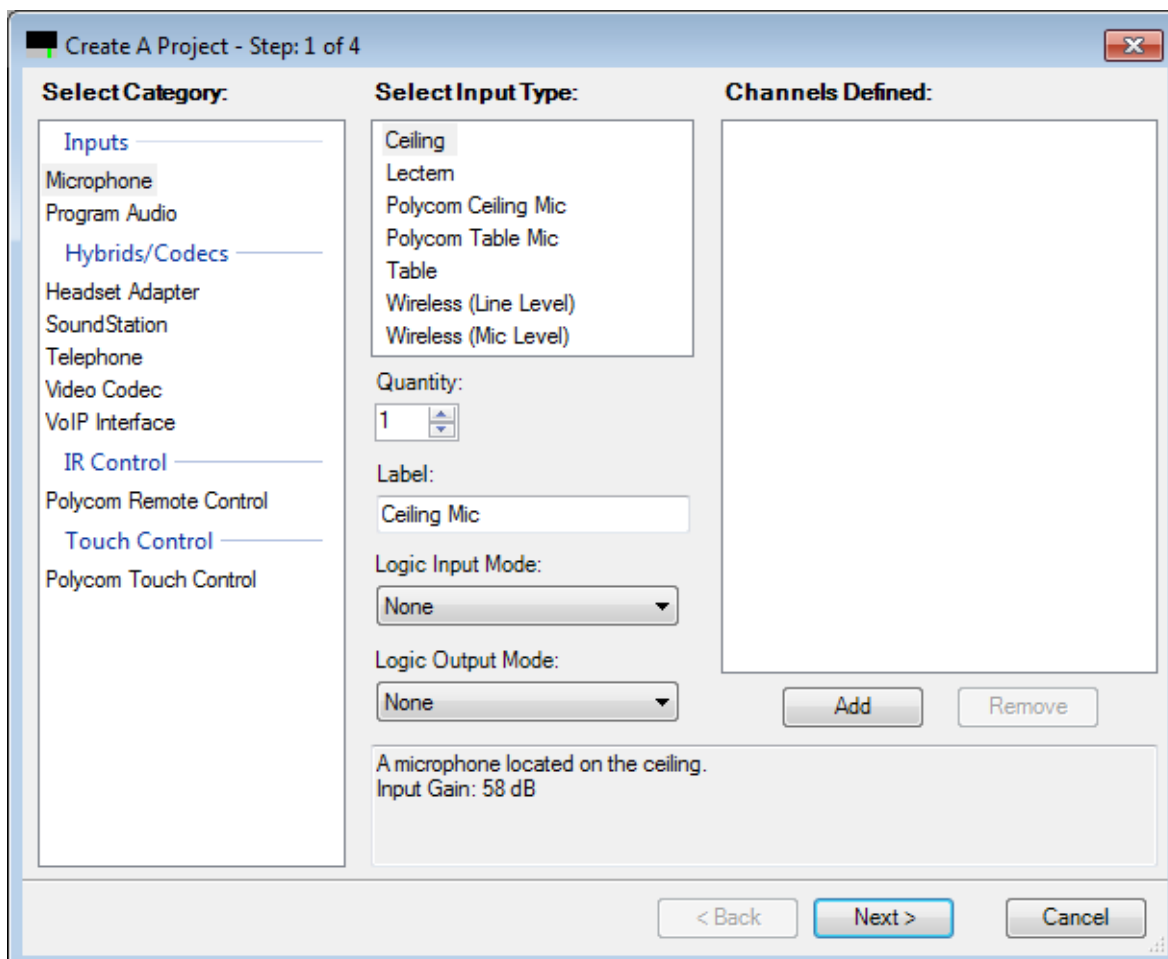 Create A Project - Step: 1 of 4
Select Category:
Inputs
Microphone
Program Audio
Hybrids/Codecs
Headset Adapter
SoundStation
Telephone
Video Codec
VoIP Interface
IR Control
Polycom Remote Control
Touch Control
Polycom Touch Control
Select Input Type:
Ceiling
Lectern
Polycom Ceiling Mic
Polycom Table Mic
Table
Wireless (Line Level)
Wireless (Mic Level)
Quantity:
1
Label:
Ceiling Mic
Logic Input Mode:
None
Logic Output Mode:
None
Channels Defined:
Add
Remove
A microphone located on the ceiling.
Input Gain: 58 dB
< Back
Next >
Cancel